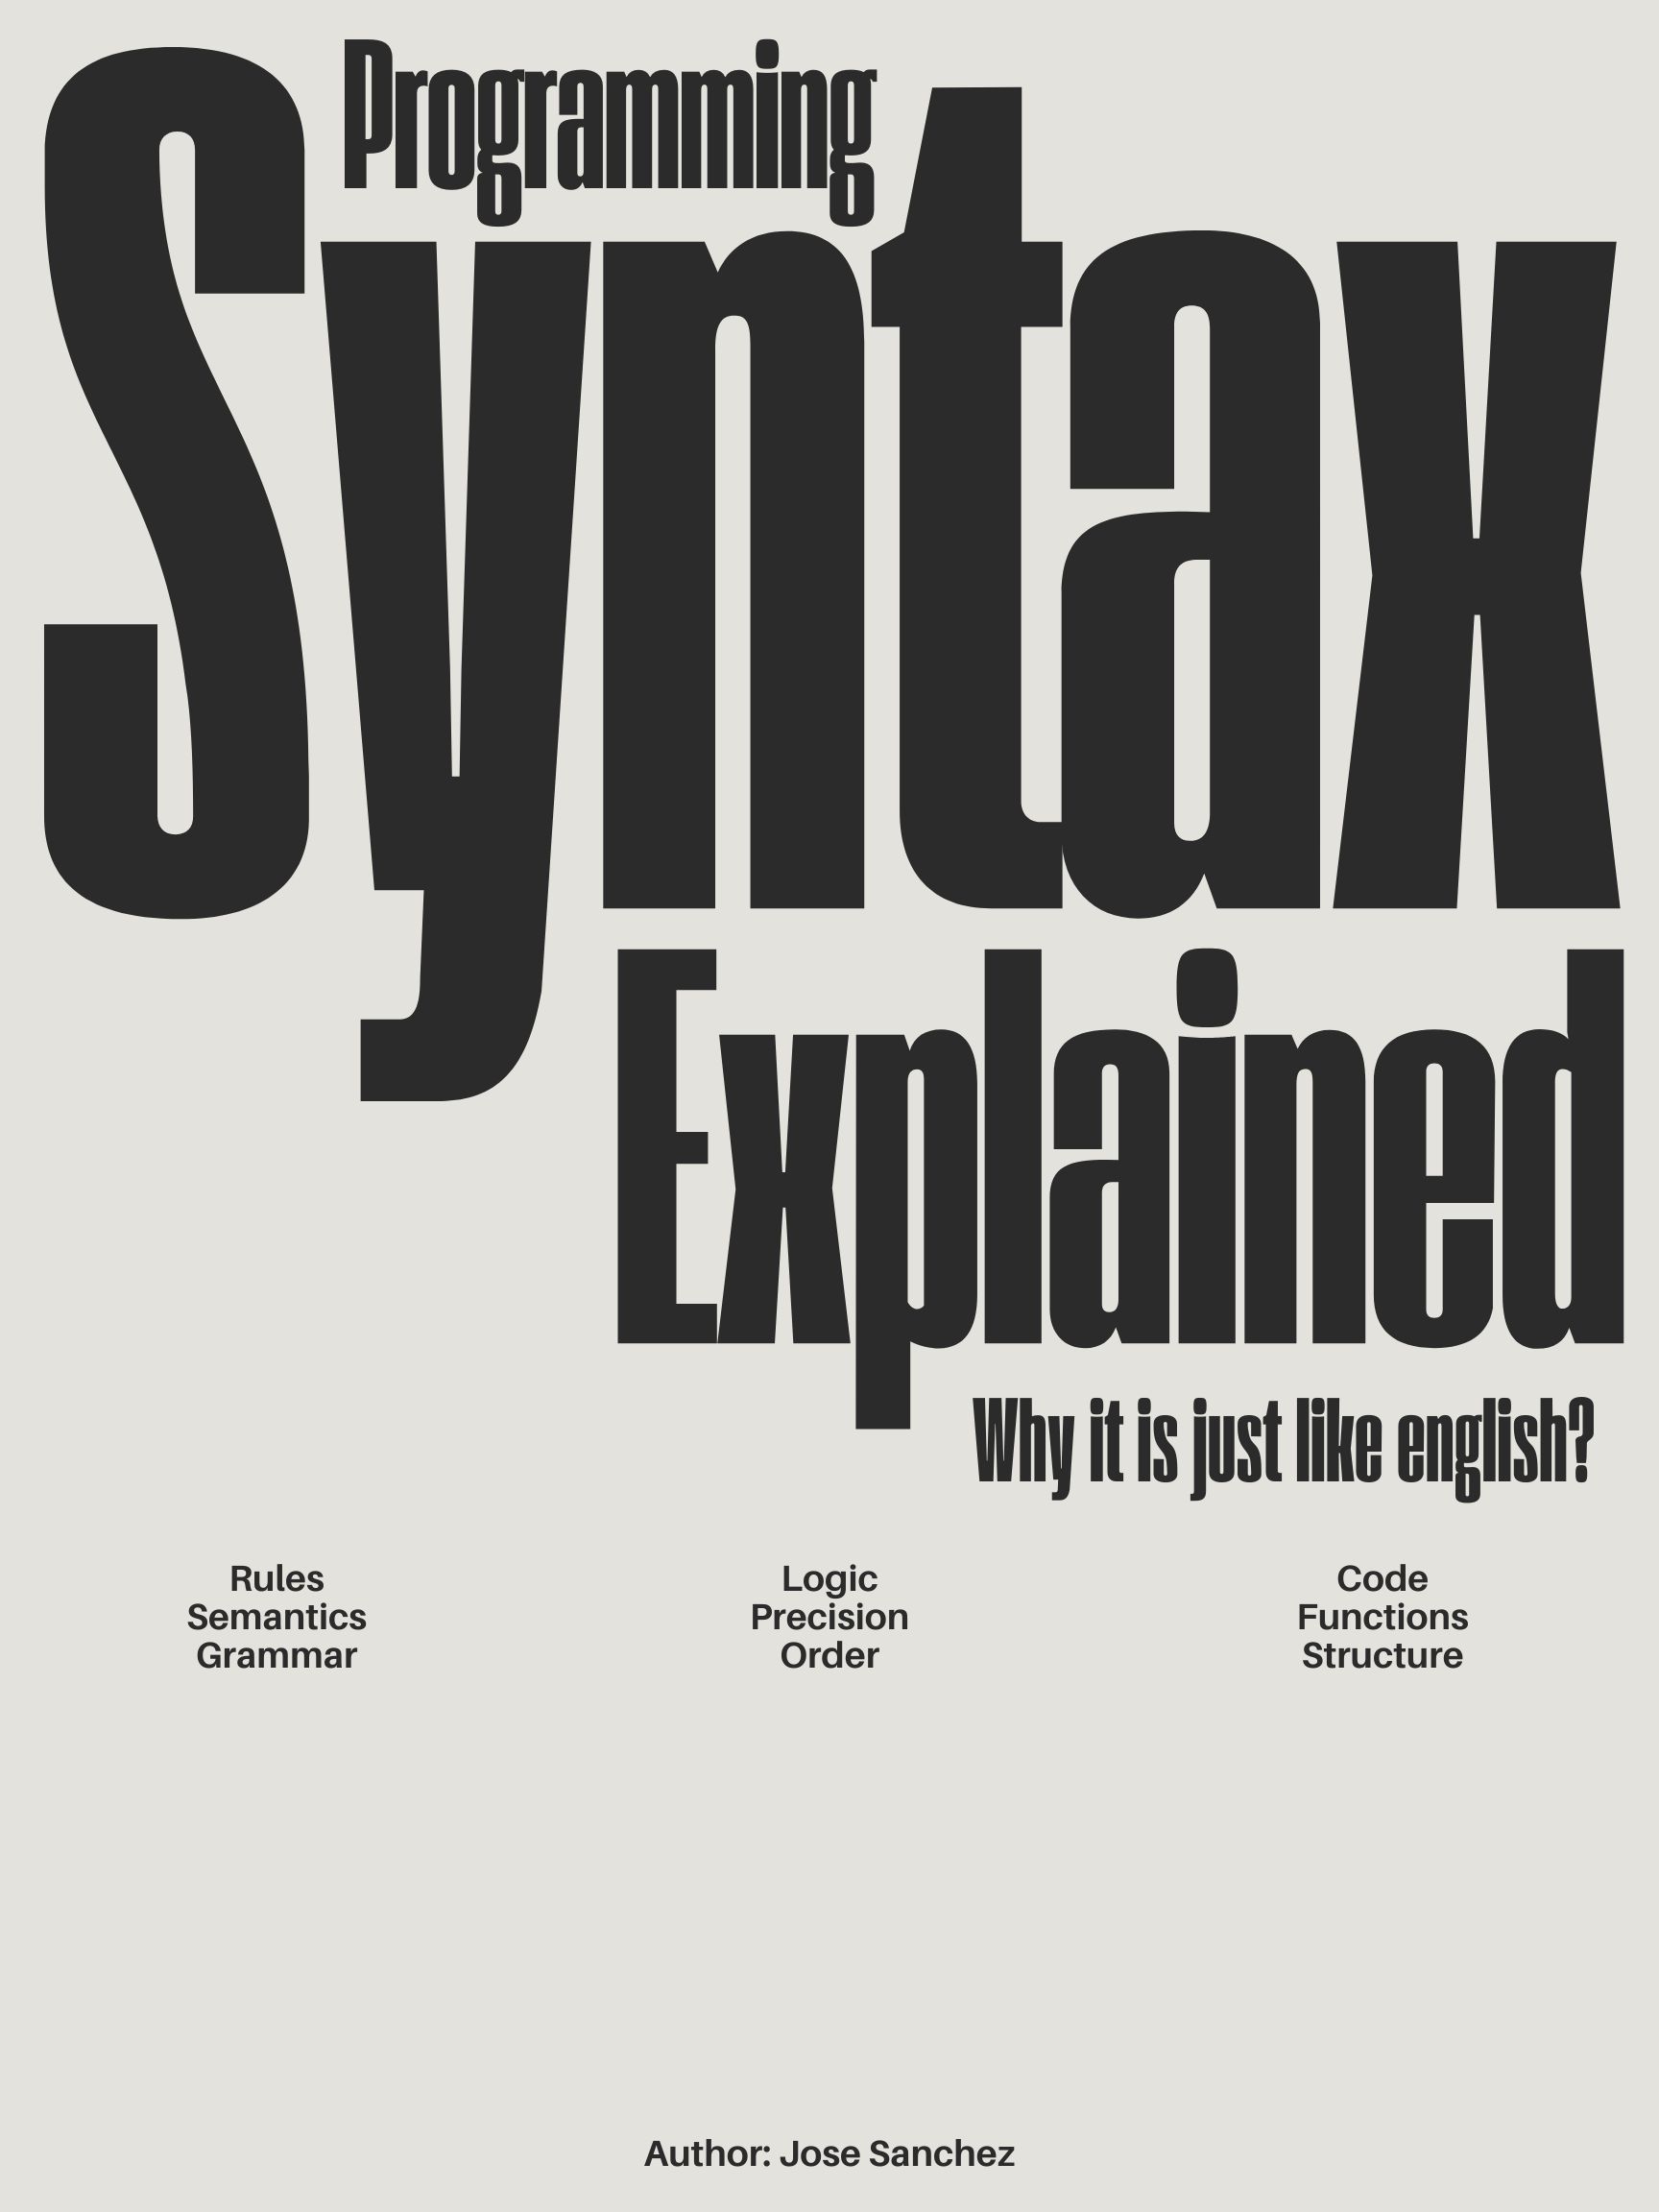 Programming
Syntax
Explained
Why it is just like english?
Rules
Semantics
Grammar
Logic
Precision
Order
Code
Functions
Structure
Author: Jose Sanchez